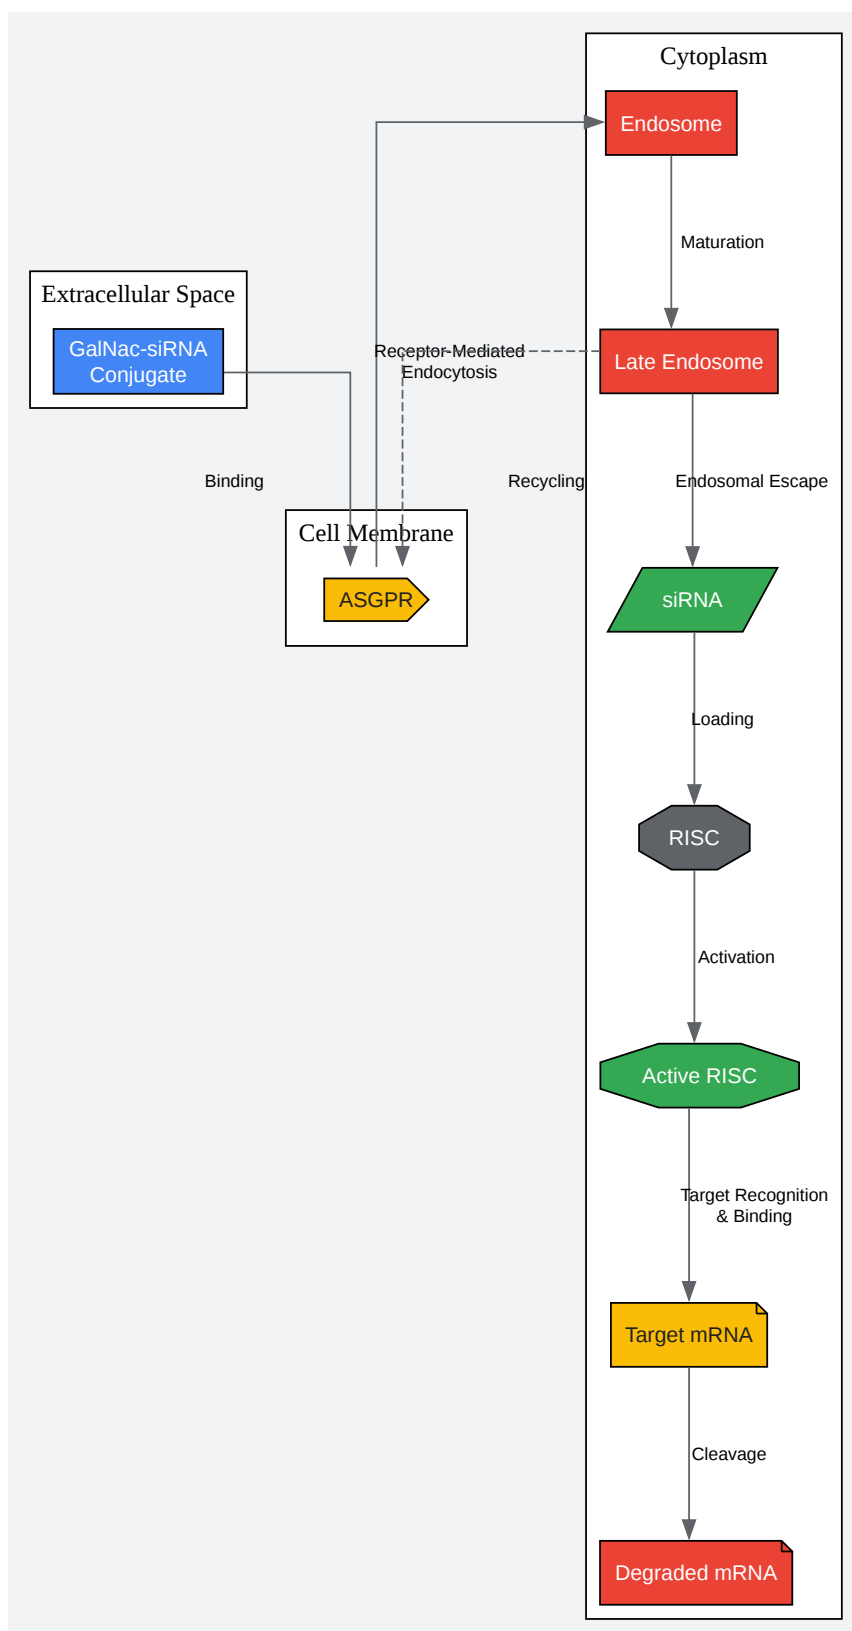 Cytoplasm
Endosome
Maturation
Extracellular Space
GalNac-siRNA
Conjugate
Receptor-Mediated
Endocytosis
Late Endosome
Binding
Recycling
Endosomal Escape
Cell Membrane
ASGPR
siRNA
Loading
RISC
Activation
Active RISC
Target Recognition
& Binding
Target mRNA
Cleavage
Degraded mRNA